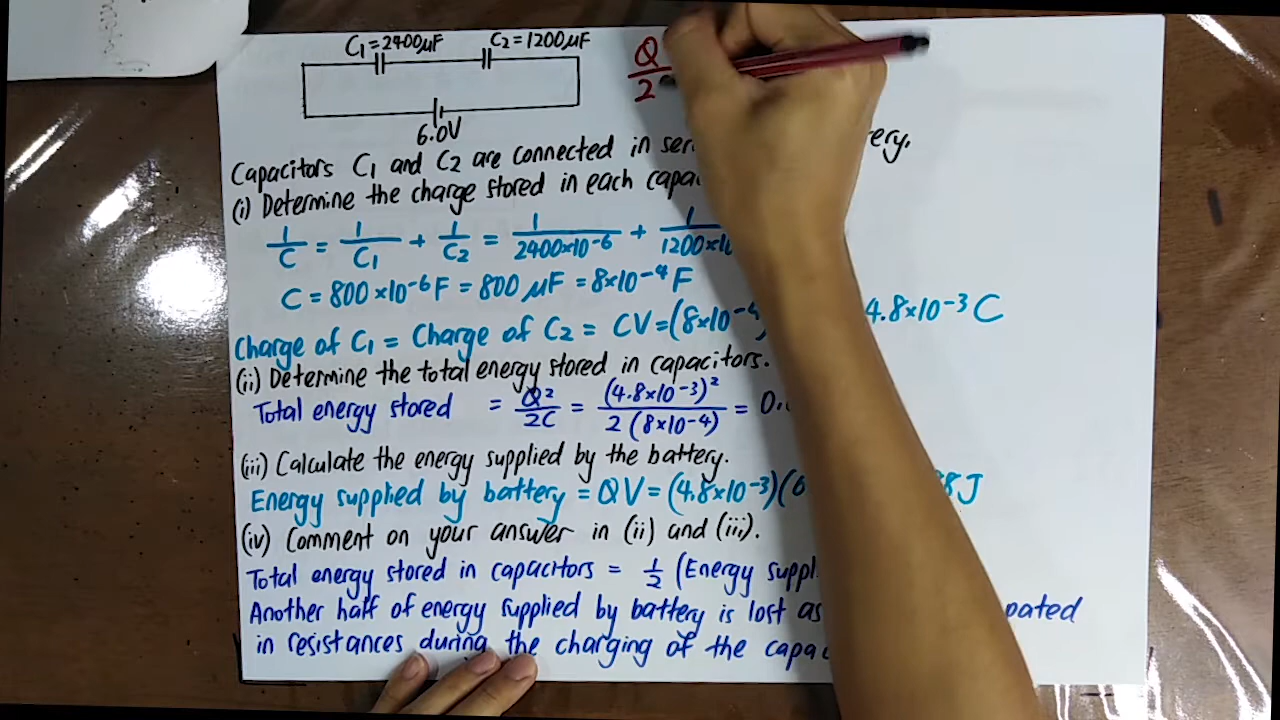 C₁=2400μF C₂=1200μF
Q
2
6.0V
Capacitors C₁ and C₂ are connected in
(i) Determine the charge stored in each
1/C = 1/C₁ + 1/C₂ = 1/2400×10⁻⁶ +
C = 800×10⁻⁶F = 800 μF = 8×10⁻⁴F
Charge of C₁ = Charge of C₂ = CV=(8×10⁻⁴ 4.8×10⁻³C
(ii) Determine the total energy stored in capacitors.
Total energy stored = Q²/2C = (4.8×10⁻³)²/2(8×10⁻⁴) =
(iii) Calculate the energy supplied by the battery.
Energy supplied by battery = QV=(4.8×10⁻³)(
(iv) Comment on your answer in (ii) and (iii).
Total energy stored in capacitors = 1/2 (Energy
Another half of energy supplied by battery is lost as
in resistances during the charging of the